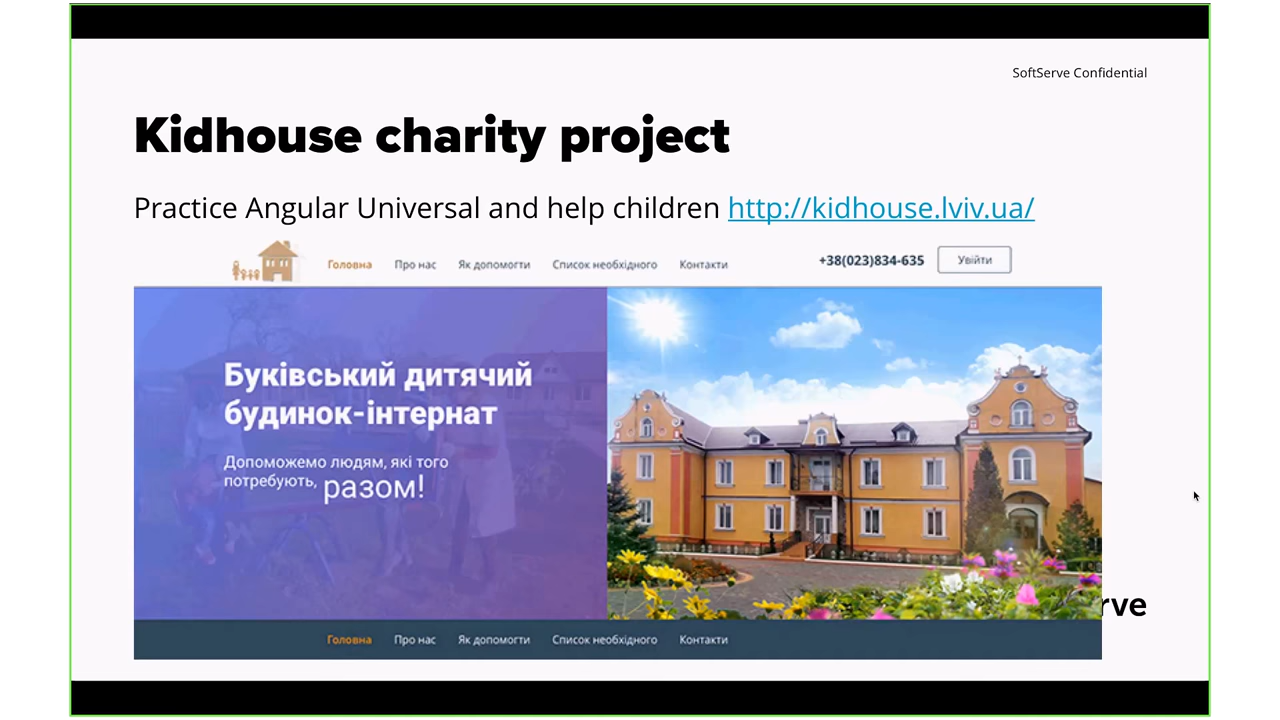 SoftServe Confidential
Kidhouse charity project
Practice Angular Universal and help children http://kidhouse.lviv.ua/
Головна Про нас Як допомогти Список необхідного Контакти +38(023)834-635 Увійти
Буківський дитячий
будинок-інтернат
Допоможемо людям, які того
потребують, разом!
rve
Головна Про нас Як допомогти Список необхідного Контакти